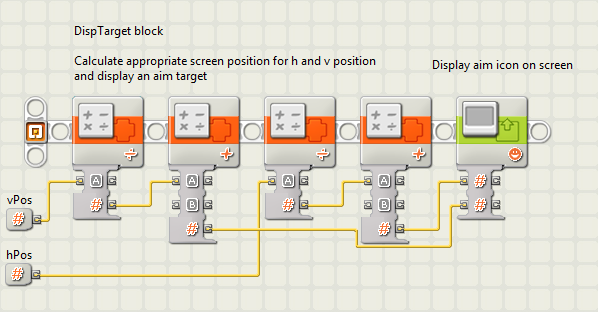 DispTarget block
Calculate appropriate screen position for h and v position
and display an aim target
Display aim icon on screen
A
A
A
A
#
vPos
#
B
#
B
#
#
#
#
hPos
#